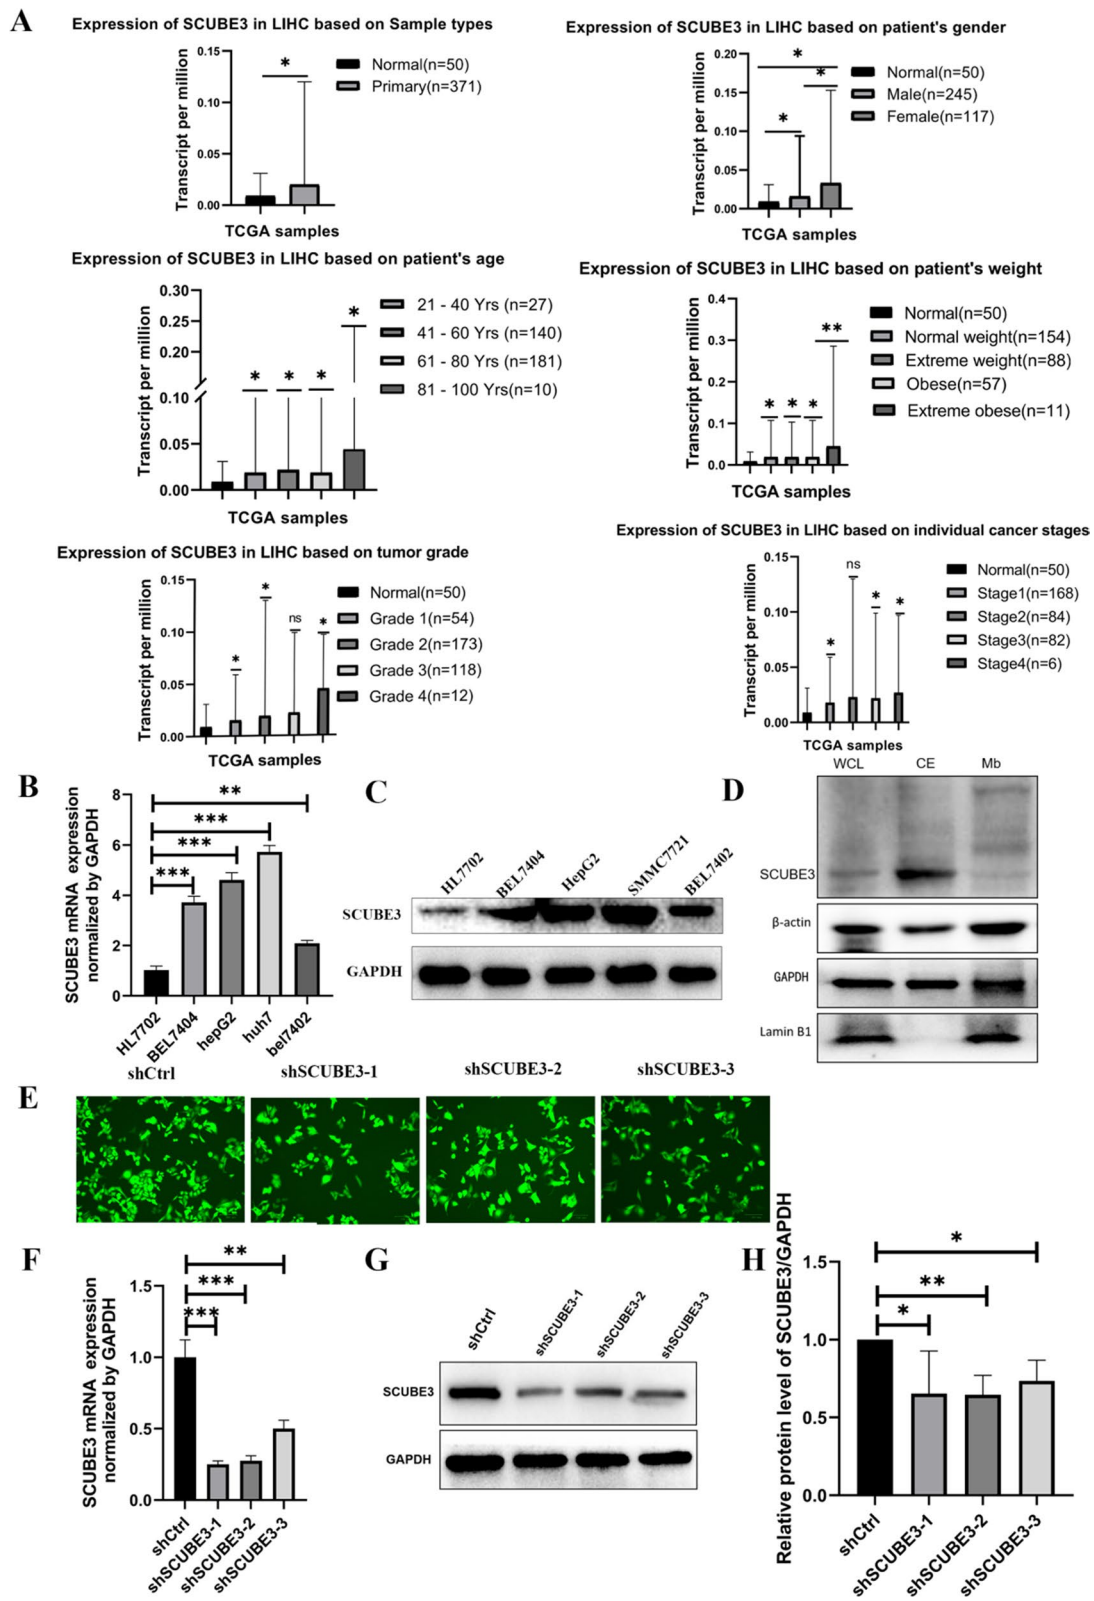 A
Expression of SCUBE3 in LIHC based on Sample types
Transcript per million
0.15
0.10
0.05
0.00
*
Normal(n=50)
Primary(n=371)
TCGA samples
Expression of SCUBE3 in LIHC based on patient's gender
Transcript per million
0.20
0.15
0.10
0.05
0.00
*
*
*
Normal(n=50)
Male(n=245)
Female(n=117)
TCGA samples
Expression of SCUBE3 in LIHC based on patient's age
Transcript per million
0.30
0.25
0.20
0.10
0.05
0.00
* * * *
21 - 40 Yrs (n=27)
41 - 60 Yrs (n=140)
61 - 80 Yrs (n=181)
81 - 100 Yrs(n=10)
TCGA samples
Expression of SCUBE3 in LIHC based on patient's weight
Transcript per million
0.4
0.3
0.2
0.1
0.0
* * * **
Normal(n=50)
Normal weight(n=154)
Extreme weight(n=88)
Obese(n=57)
Extreme obese(n=11)
TCGA samples
Expression of SCUBE3 in LIHC based on tumor grade
Transcript per million
0.15
0.10
0.05
0.00
* * ns *
Normal(n=50)
Grade 1(n=54)
Grade 2(n=173)
Grade 3(n=118)
Grade 4(n=12)
TCGA samples
Expression of SCUBE3 in LIHC based on individual cancer stages
Transcript per million
0.15
0.10
0.05
0.00
* ns * *
Normal(n=50)
Stage1(n=168)
Stage2(n=84)
Stage3(n=82)
Stage4(n=6)
TCGA samples
B
SCUBE3 mRNA expression
normalized by GAPDH
8
6
4
2
0
**
***
***
***
HL7702
BEL7404
hepG2
huh7
bel7402
C
HL7702
BEL7404
HepG2
SMMC7721
BEL7402
SCUBE3
GAPDH
D
WCL CE Mb
SCUBE3
β-actin
GAPDH
Lamin B1
E
shCtrl shSCUBE3-1 shSCUBE3-2 shSCUBE3-3
F
SCUBE3 mRNA expression
normalized by GAPDH
1.5
1.0
0.5
0.0
**
***
***
shCtrl
shSCUBE3-1
shSCUBE3-2
shSCUBE3-3
G
shCtrl
shSCUBE3-1
shSCUBE3-2
shSCUBE3-3
SCUBE3
GAPDH
H
Relative protein level of SCUBE3/GAPDH
1.5
1.0
0.5
0.0
*
**
*
shCtrl
shSCUBE3-1
shSCUBE3-2
shSCUBE3-3